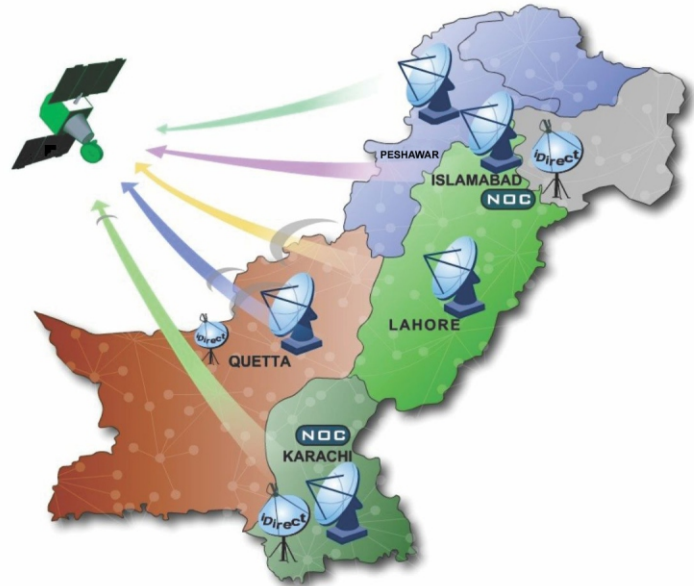 PESHAWAR
ISLAMABAD
iDirect
NOC
LAHORE
iDirect
QUETTA
NOC
KARACHI
iDirect